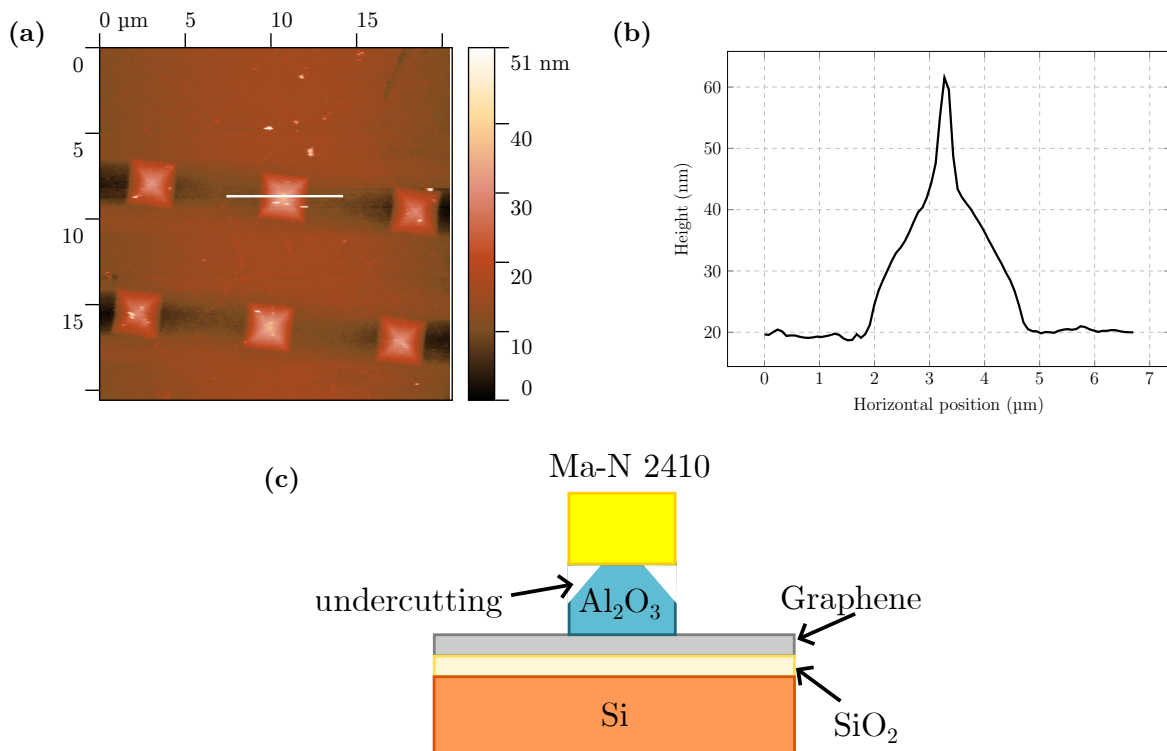 (a)
0 µm 5 10 15
0
5
10
15
51 nm
40
30
20
10
0
(b)
Height (nm)
60
50
40
30
20
0 1 2 3 4 5 6 7
Horizontal position (µm)
(c)
Ma-N 2410
undercutting
Al₂O₃
Graphene
Si
SiO₂